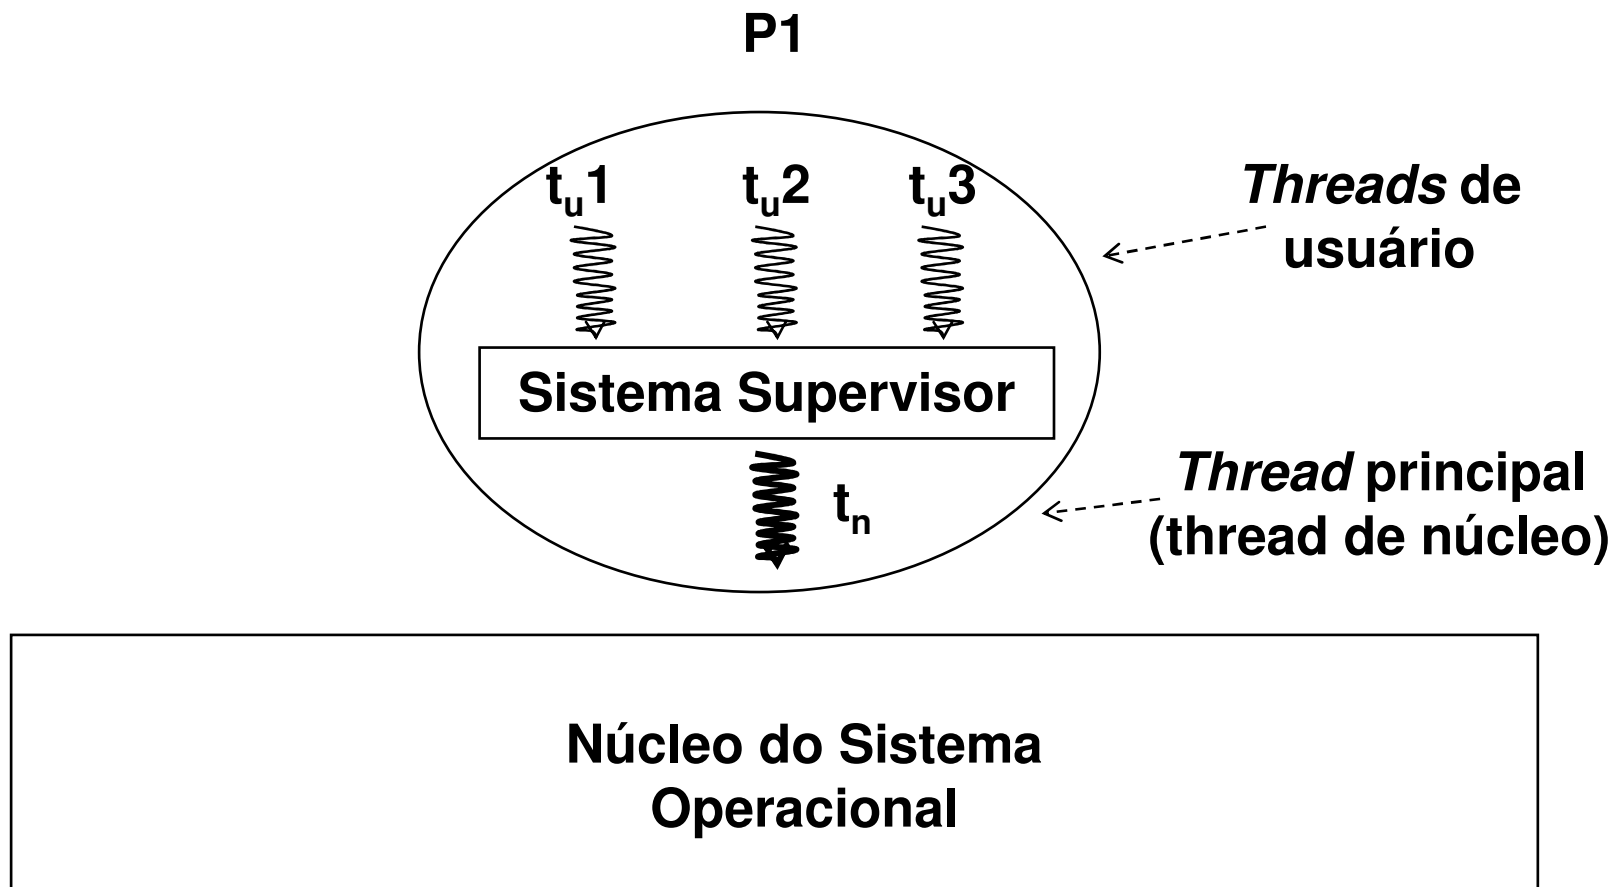 P1
tu1 tu2 tu3
Threads de
usuário
Sistema Supervisor
Thread principal
(thread de núcleo)
tn
Núcleo do Sistema
Operacional